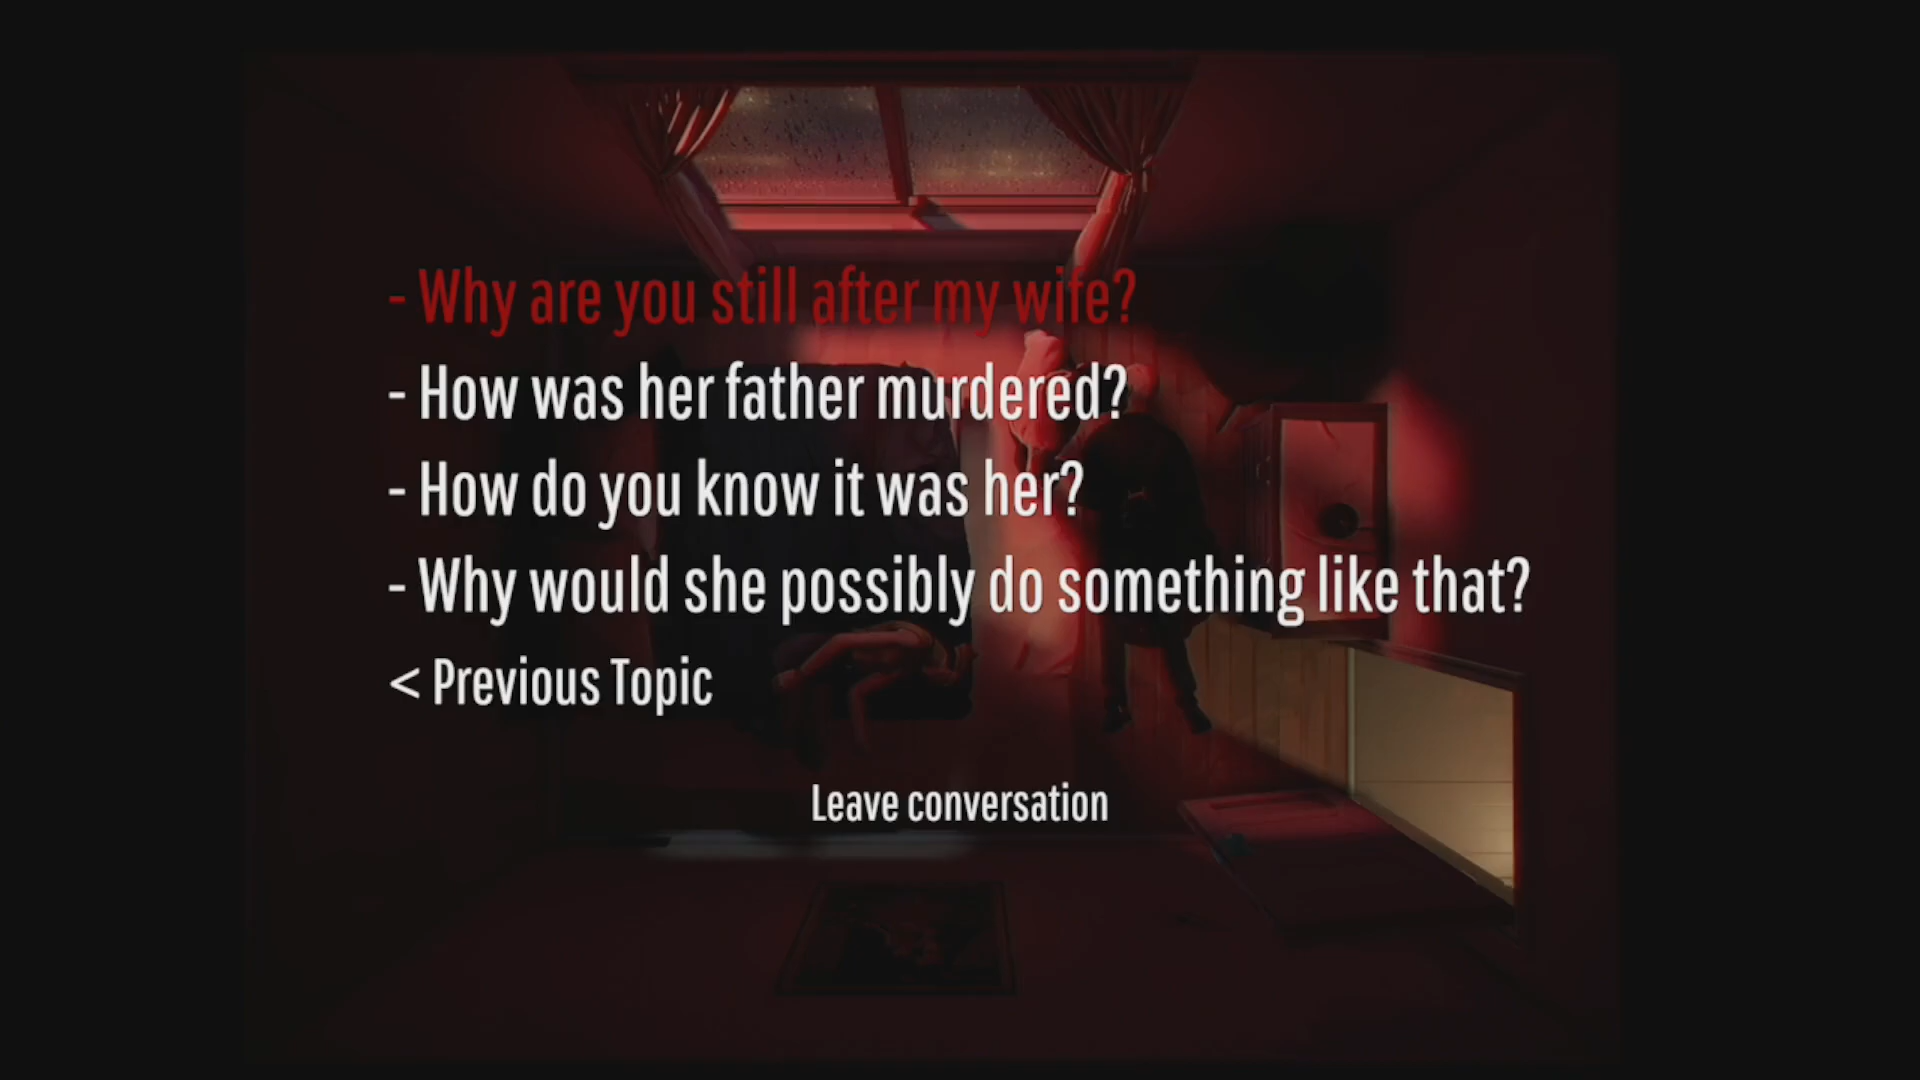 - Why are you still after my wife?
- How was her father murdered?
- How do you know it was her?
- Why would she possibly do something like that?
< Previous Topic
Leave conversation